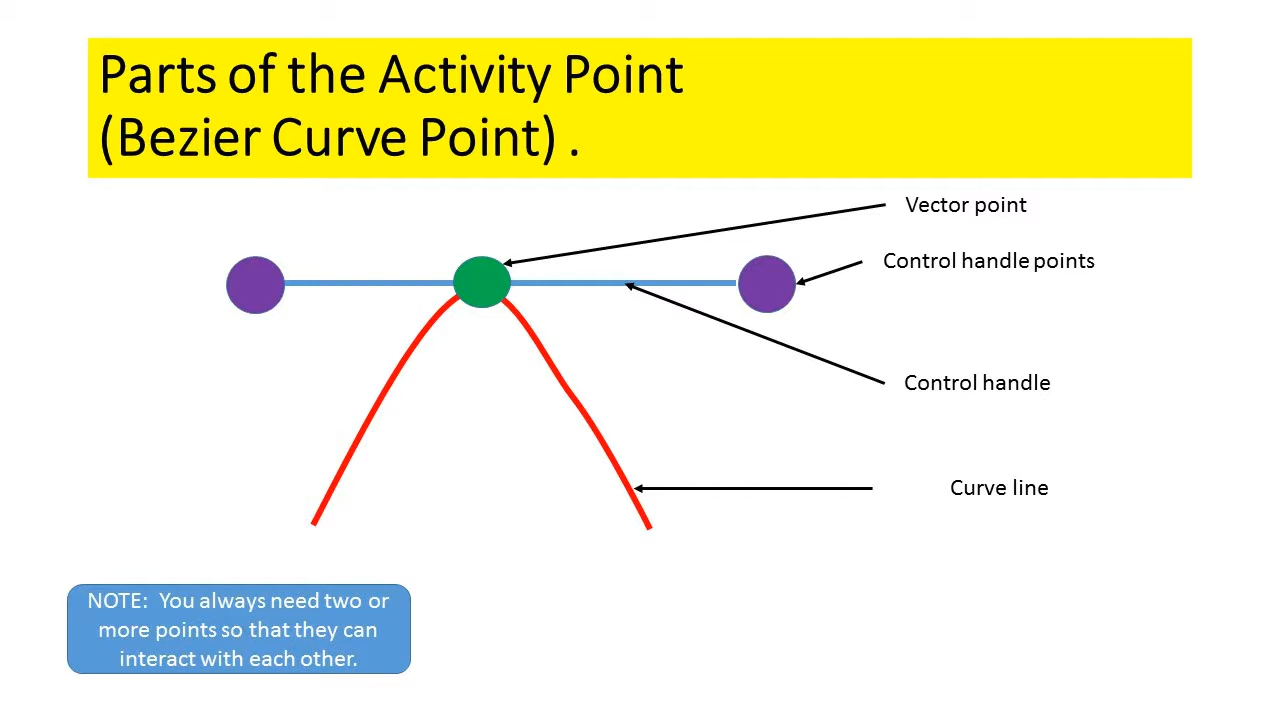 Parts of the Activity Point
(Bezier Curve Point) .
Vector point
Control handle points
Control handle
Curve line
NOTE:  You always need two or
more points so that they can
interact with each other.